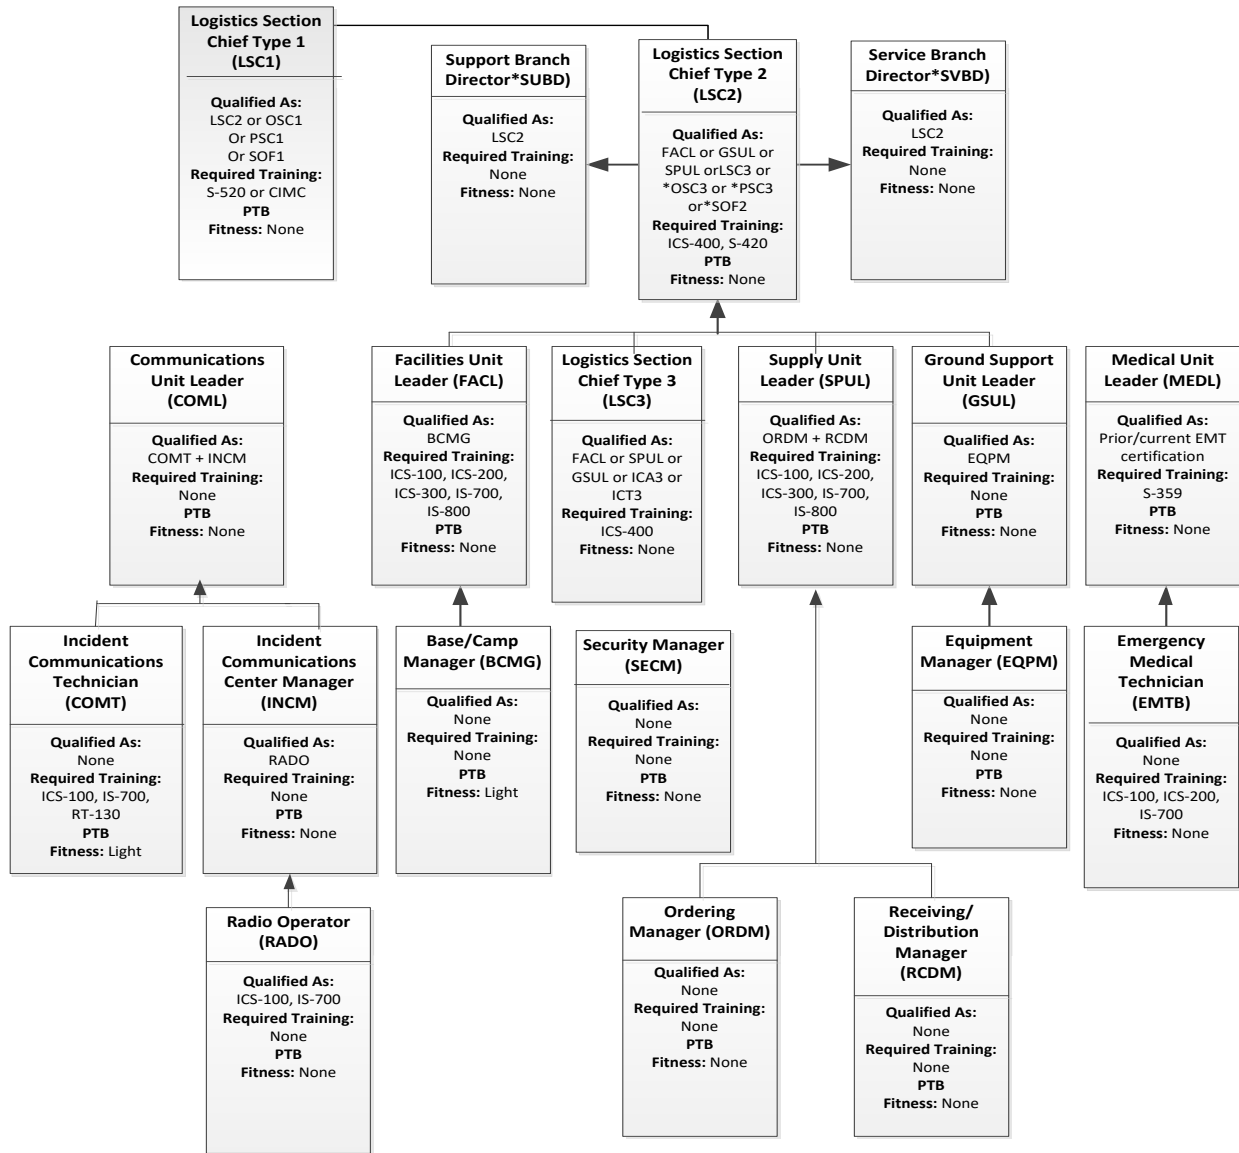 Logistics Section
Chief Type 1
(LSC1)
Qualified As:
LSC2 or OSC1
Or PSC1
Or SOF1
Required Training:
S-520 or CIMC
PTB
Fitness: None
Support Branch
Director*SUBD)
Qualified As:
LSC2
Required Training:
None
Fitness: None
Logistics Section
Chief Type 2
(LSC2)
Qualified As:
FACL or GSUL or
SPUL orLSC3 or
*OSC3 or *PSC3
or*SOF2
Required Training:
ICS-400, S-420
PTB
Fitness: None
Service Branch
Director*SVBD)
Qualified As:
LSC2
Required Training:
None
Fitness: None
Communications
Unit Leader
(COML)
Qualified As:
COMT + INCM
Required Training:
None
PTB
Fitness: None
Facilities Unit
Leader (FACL)
Qualified As:
BCMG
Required Training:
ICS-100, ICS-200,
ICS-300, IS-700,
IS-800
PTB
Fitness: None
Logistics Section
Chief Type 3
(LSC3)
Qualified As:
FACL or SPUL or
GSUL or ICA3 or
ICT3
Required Training:
ICS-400
Fitness: None
Supply Unit
Leader (SPUL)
Qualified As:
ORDM + RCDM
Required Training:
ICS-100, ICS-200,
ICS-300, IS-700,
IS-800
PTB
Fitness: None
Ground Support
Unit Leader
(GSUL)
Qualified As:
EQPM
Required Training:
None
PTB
Fitness: None
Medical Unit
Leader (MEDL)
Qualified As:
Prior/current EMT
certification
Required Training:
S-359
PTB
Fitness: None
Incident
Communications
Technician
(COMT)
Qualified As:
None
Required Training:
ICS-100, IS-700,
RT-130
PTB
Fitness: Light
Incident
Communications
Center Manager
(INCM)
Qualified As:
RADO
Required Training:
None
PTB
Fitness: None
Base/Camp
Manager (BCMG)
Qualified As:
None
Required Training:
None
PTB
Fitness: Light
Security Manager
(SECM)
Qualified As:
None
Required Training:
None
PTB
Fitness: None
Equipment
Manager (EQPM)
Qualified As:
None
Required Training:
None
PTB
Fitness: None
Emergency
Medical
Technician
(EMTB)
Qualified As:
None
Required Training:
ICS-100, ICS-200,
IS-700
Fitness: None
Radio Operator
(RADO)
Qualified As:
ICS-100, IS-700
Required Training:
None
PTB
Fitness: None
Ordering
Manager (ORDM)
Qualified As:
None
Required Training:
None
PTB
Fitness: None
Receiving/
Distribution
Manager
(RCDM)
Qualified As:
None
Required Training:
None
PTB
Fitness: None